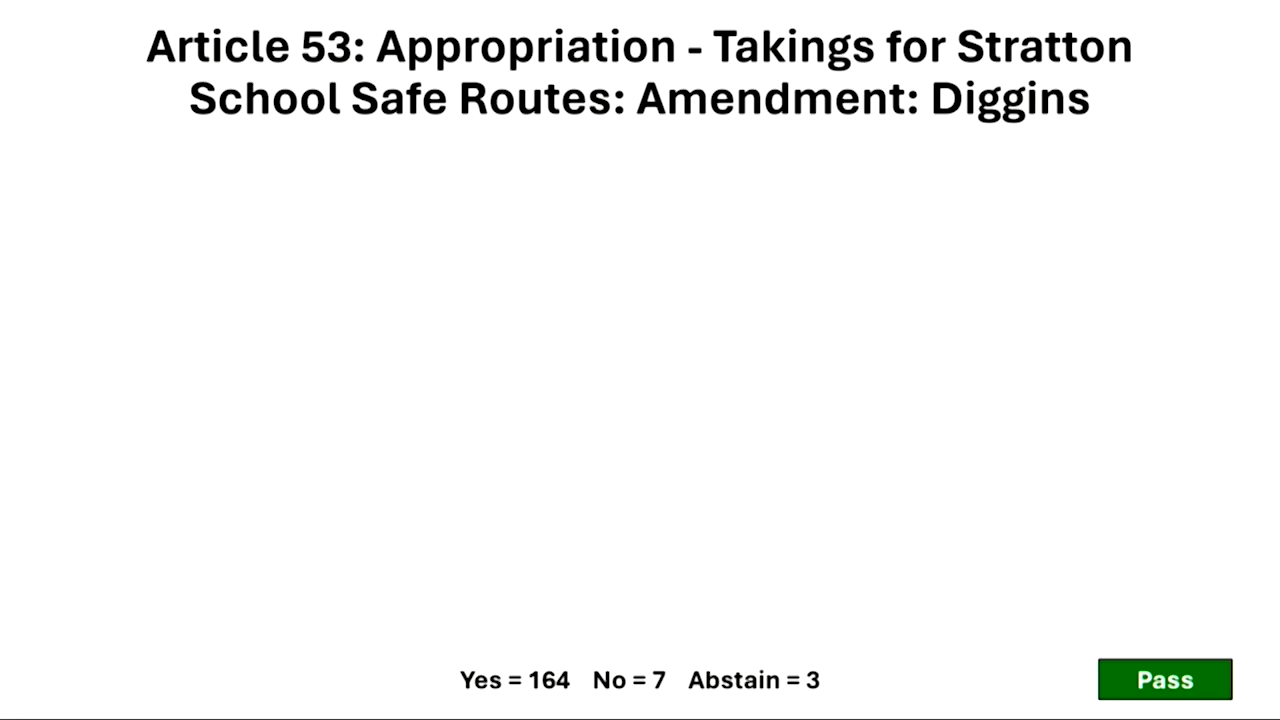 Article 53: Appropriation - Takings for Stratton
School Safe Routes: Amendment: Diggins
Yes = 164 No = 7 Abstain = 3
Pass